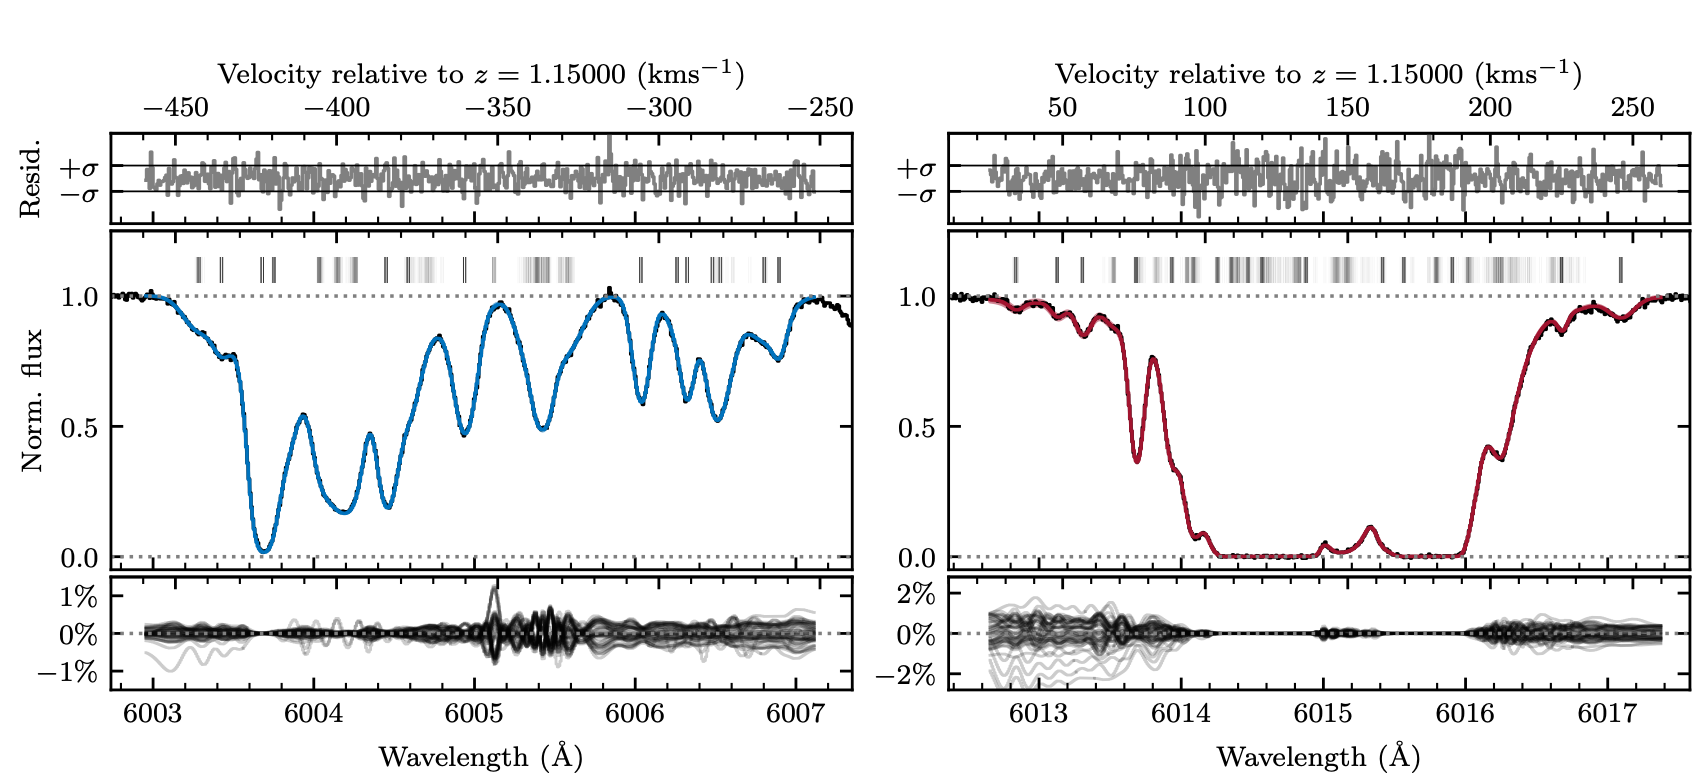 Velocity relative to z = 1.15000 (kms⁻¹)
−450 −400 −350 −300 −250
Resid.
+σ
−σ
Norm. flux
1.0
0.5
0.0
1%
0%
−1%
6003 6004 6005 6006 6007
Wavelength (Å)
Velocity relative to z = 1.15000 (kms⁻¹)
50 100 150 200 250
+σ
−σ
1.0
0.5
0.0
2%
0%
−2%
6013 6014 6015 6016 6017
Wavelength (Å)